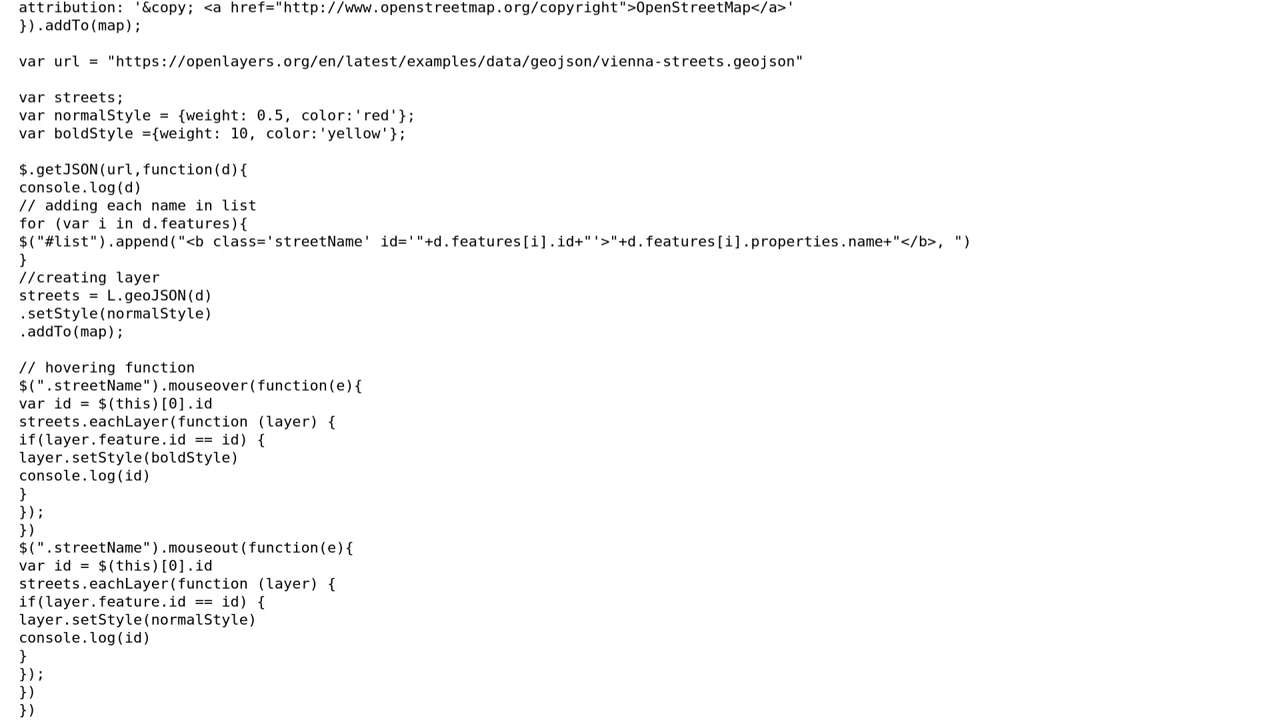 attribution: '&copy; <a href="http://www.openstreetmap.org/copyright">OpenStreetMap</a>'
}).addTo(map);
var url = "https://openlayers.org/en/latest/examples/data/geojson/vienna-streets.geojson"
var streets;
var normalStyle = {weight: 0.5, color:'red'};
var boldStyle ={weight: 10, color:'yellow'};
$.getJSON(url,function(d){
console.log(d)
// adding each name in list
for (var i in d.features){
$("#list").append("<b class='streetName' id='"+d.features[i].id+"'>"+d.features[i].properties.name+"</b>, ")
}
//creating layer
streets = L.geoJSON(d)
.setStyle(normalStyle)
.addTo(map);
// hovering function
$(".streetName").mouseover(function(e){
var id = $(this)[0].id
streets.eachLayer(function (layer) {
if(layer.feature.id == id) {
layer.setStyle(boldStyle)
console.log(id)
}
});
})
$(".streetName").mouseout(function(e){
var id = $(this)[0].id
streets.eachLayer(function (layer) {
if(layer.feature.id == id) {
layer.setStyle(normalStyle)
console.log(id)
}
});
})
})